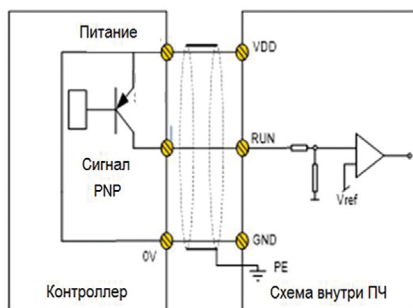 Питание
VDD
RUN
Сигнал
PNP
Vref
0V
GND
PE
Контроллер
Схема внутри ПЧ